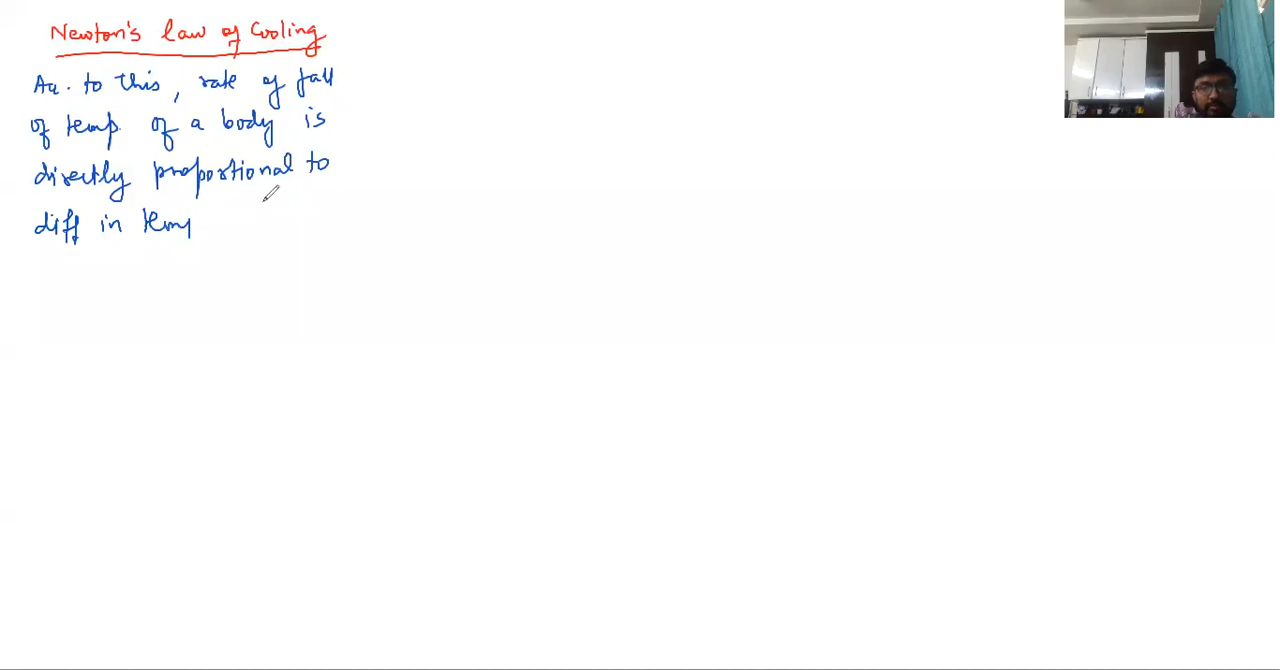 Newton's law of Cooling
Acc. to this, rate of fall
of temp. of a body is
directly proportional to
diff in temp